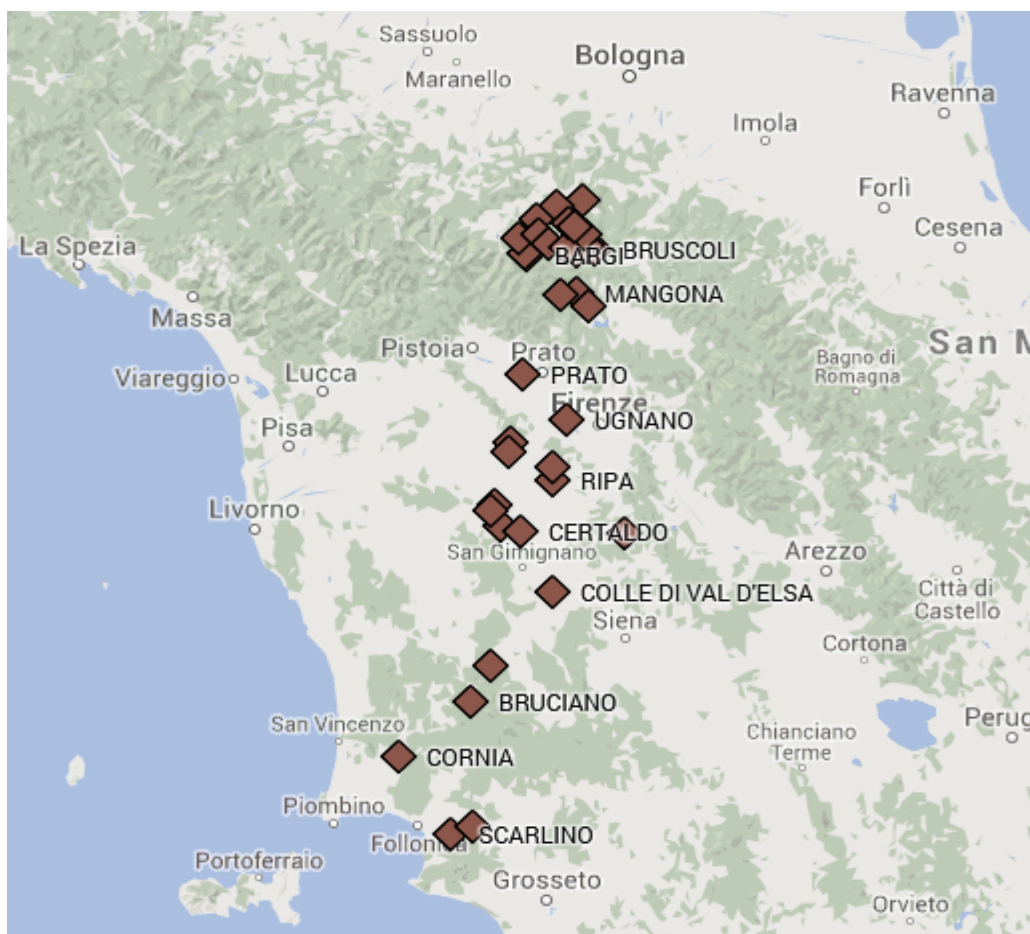 Sassuolo
Bologna
Maranello
Ravenna
Imola
Forlì
Cesena
La Spezia
BRUSCOLI
BARGI
MANGONA
Massa
Pistoia
Prato
San M
Bagno di
Romagna
Viareggio
Lucca
PRATO
Firenze
UGNANO
Pisa
RIPA
Livorno
CERTALDO
San Gimignano
Arezzo
Città di
Castello
COLLE DI VAL D'ELSA
Siena
Cortona
BRUCIANO
San Vincenzo
Perug
Chianciano
Terme
CORNIA
Piombino
SCARLINO
Follonica
Portoferraio
Grosseto
Orvieto